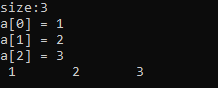 size:3
a[0] = 1
a[1] = 2
a[2] = 3
1 2 3